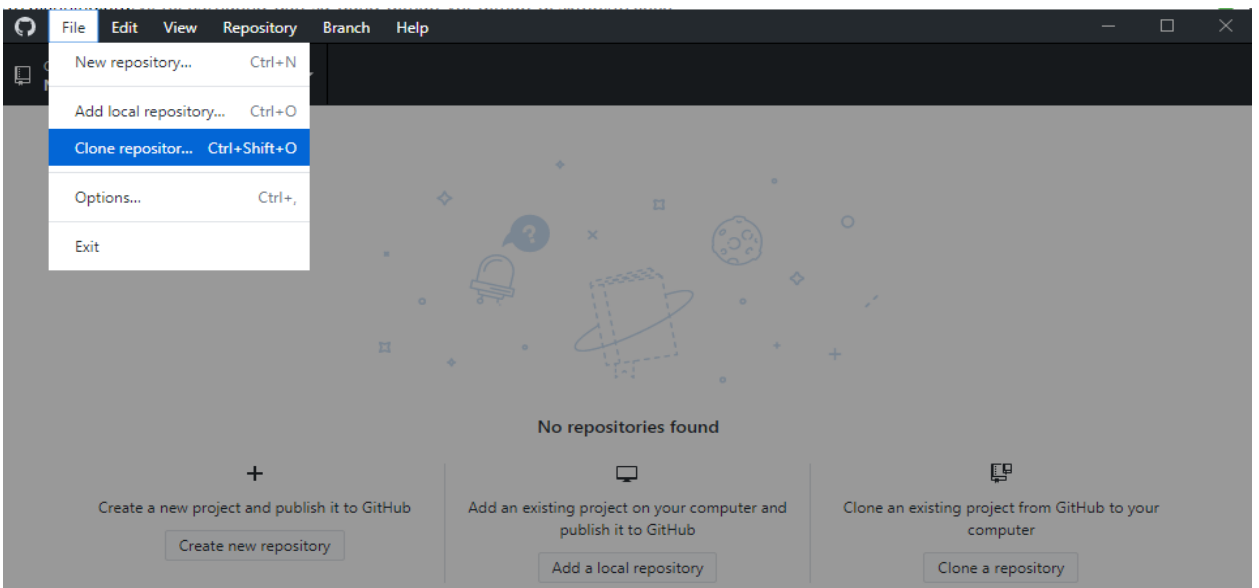 File Edit View Repository Branch Help
New repository... Ctrl+N
Add local repository... Ctrl+O
Clone repositor... Ctrl+Shift+O
Options... Ctrl+,
Exit
?
No repositories found
Create a new project and publish it to GitHub
Create new repository
Add an existing project on your computer and
publish it to GitHub
Add a local repository
Clone an existing project from GitHub to your
computer
Clone a repository